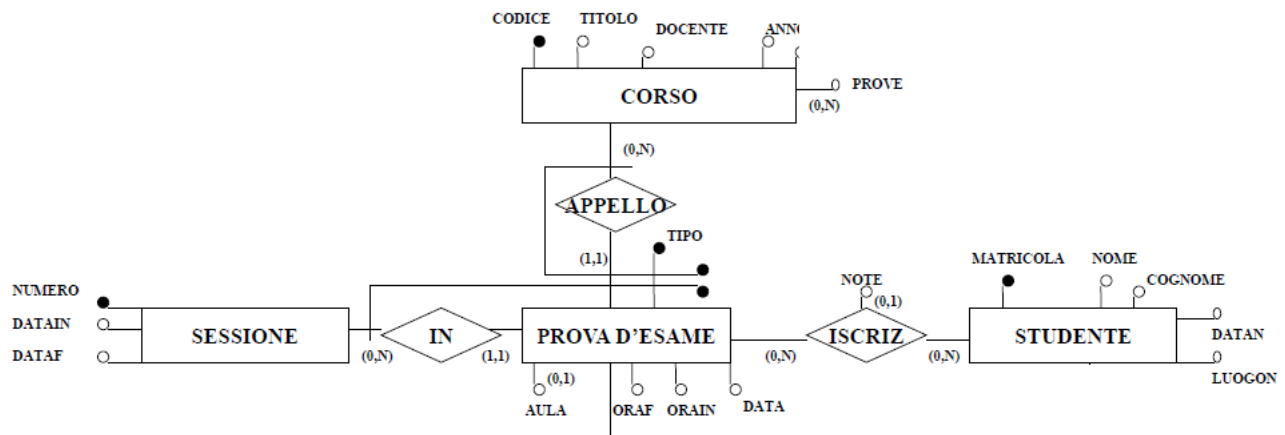 CODICE
TITOLO
DOCENTE
ANNO
PROVE
CORSO
(0,N)
(0,N)
APPELLO
TIPO
(1,1)
MATRICOLA
NOME
NOTE
COGNOME
NUMERO
(0,1)
DATAIN
SESSIONE
IN
PROVA D'ESAME
ISCRIZ
STUDENTE
DATAN
DATAF
(0,N)
(1,1)
(0,N)
(0,N)
LUOGON
(0,1)
AULA
ORAF
ORAIN
DATA